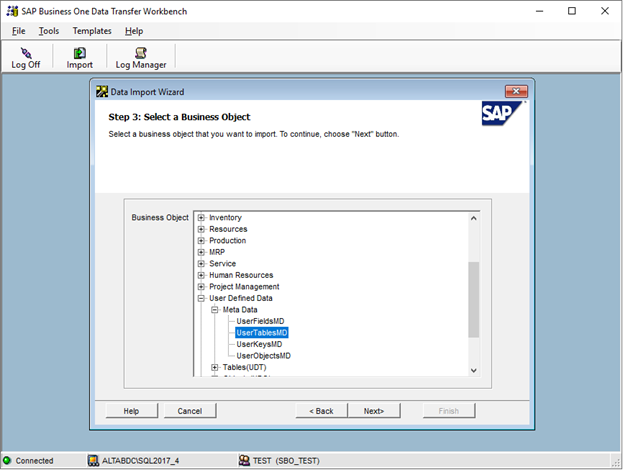 SAP Business One Data Transfer Workbench
File Tools Templates Help
Log Off Import Log Manager
Data Import Wizard
Step 3: Select a Business Object
Select a business object that you want to import. To continue, choose "Next" button.
SAP
Business Object
Inventory
Resources
Production
MRP
Service
Human Resources
Project Management
User Defined Data
Meta Data
UserFieldsMD
UserTablesMD
UserKeysMD
UserObjectsMD
Tables(UDT)
Help Cancel < Back Next> Finish
Connected ALTABDC\SQL2017_4 TEST (SBO_TEST)